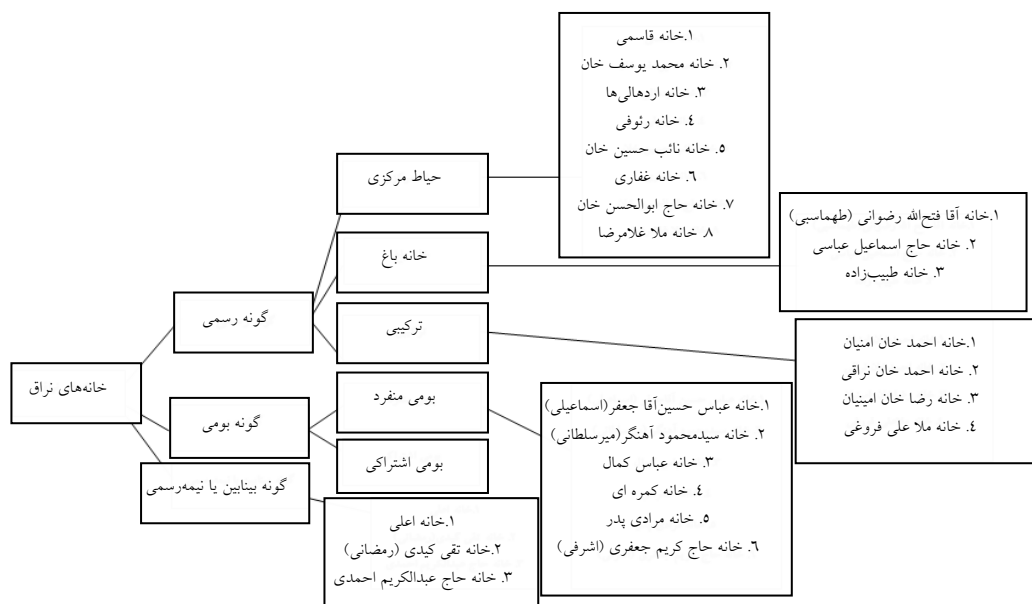 خانه‌های نراق
گونه رسمی
گونه بومی
گونه بینابین یا نیمه‌رسمی
حیاط مرکزی
خانه باغ
ترکیبی
بومی منفرد
بومی اشتراکی
۱.خانه قاسمی
۲. خانه محمد یوسف خان
۳. خانه اردهالی‌ها
٤. خانه رئوفی
٥. خانه نائب حسین خان
٦. خانه غفاری
۷. خانه حاج ابوالحسن خان
۸. خانه ملا غلامرضا
۱.خانه آقا فتح‌الله رضوانی (طهماسبی)
۲. خانه حاج اسماعیل عباسی
۳. خانه طبیب‌زاده
۱.خانه احمد خان امنیان
۲. خانه احمد خان نراقی
۳. خانه رضا خان امینیان
٤. خانه ملا علی فروغی
۱.خانه عباس حسین‌آقا جعفر(اسماعیلی)
۲. خانه سیدمحمود آهنگر(میرسلطانی)
۳. خانه عباس کمال
٤. خانه کمره ای
٥. خانه مرادی پدر
٦. خانه حاج کریم جعفری (اشرفی)
۱.خانه اعلی
۲.خانه تقی کیدی (رمضانی)
۳. خانه حاج عبدالکریم احمدی